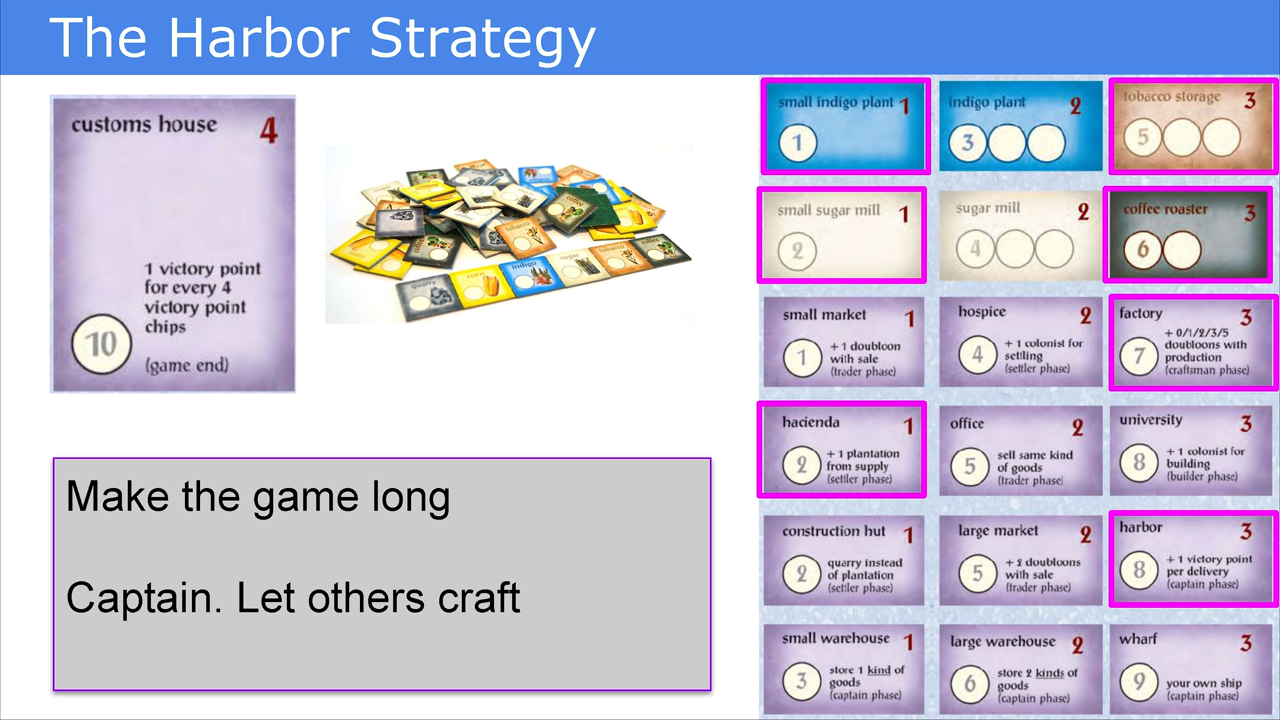 The Harbor Strategy
customs house 4
1 victory point
for every 4
victory point
chips
10
(game end)
quarry
corn
indigo
sugar
tobacco
coffee
tobacco
coffee
Make the game long
Captain. Let others craft
small indigo plant 1
1
indigo plant 2
3
tobacco storage 3
5
small sugar mill 1
2
sugar mill 2
4
coffee roaster 3
6
small market 1
1
+ 1 doubloon
with sale
(trader phase)
hospice 2
4
+ 1 colonist for
settling
(settler phase)
factory 3
7
+ 0/1/2/3/5
doubloons with
production
(craftsman phase)
hacienda 1
2
+ 1 plantation
from supply
(settler phase)
office 2
5
sell same kind
of goods
(trader phase)
university 3
8
+ 1 colonist for
building
(builder phase)
construction hut 1
2
quarry instead
of plantation
(settler phase)
large market 2
5
+ 2 doubloons
with sale
(trader phase)
harbor 3
8
+ 1 victory point
per delivery
(captain phase)
small warehouse 1
3
store 1 kind of
goods
(captain phase)
large warehouse 2
6
store 2 kinds of
goods
(captain phase)
wharf 3
9
your own ship
(captain phase)